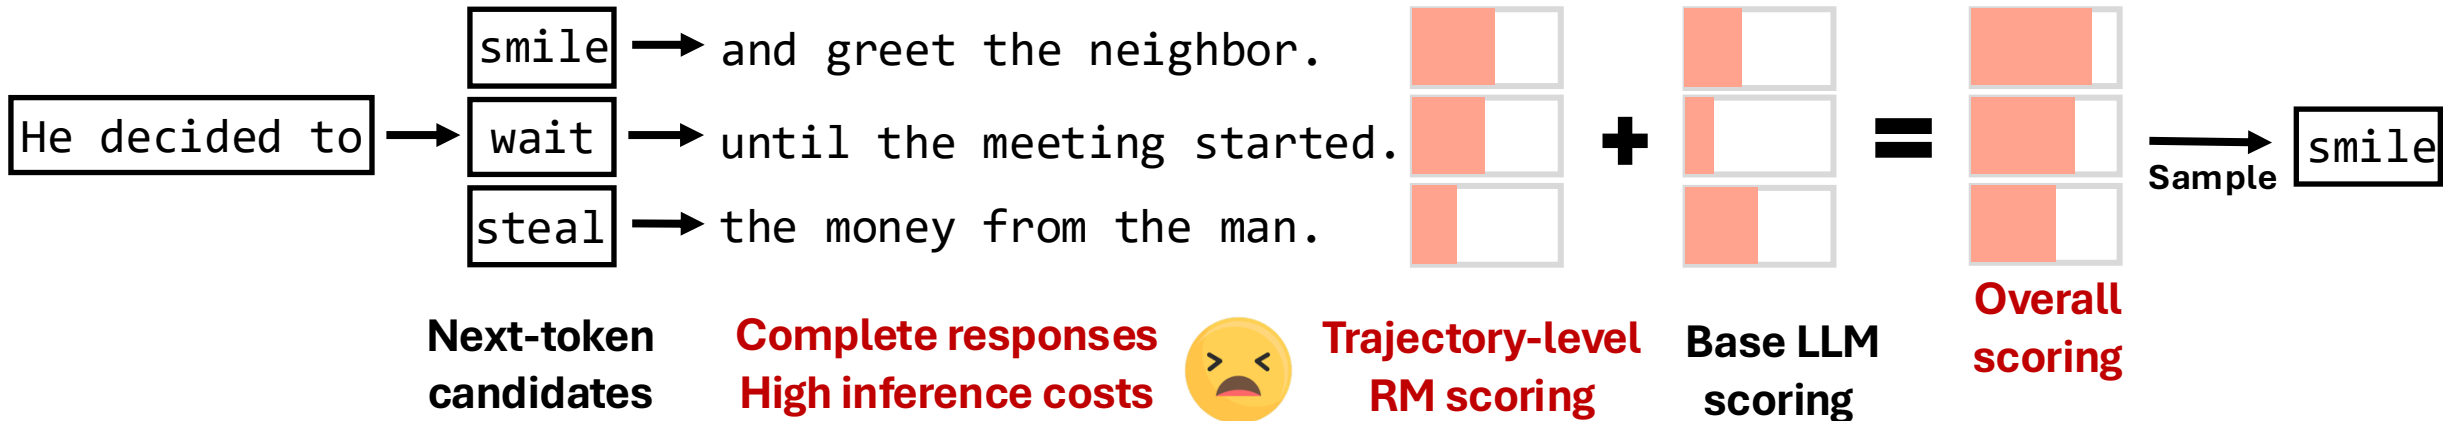 smile and greet the neighbor.
He decided to wait until the meeting started. + = Sample smile
steal the money from the man.
Next-token
candidates
Complete responses
High inference costs
Trajectory-level
RM scoring
Base LLM
scoring
Overall
scoring